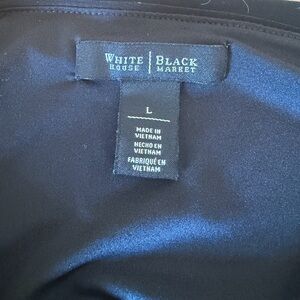 WHITE | BLACK
HOUSE | MARKET
L
MADE IN
VIETNAM
HECHO EN
VIETNAM
FABRIQUÉ EN
VIETNAM